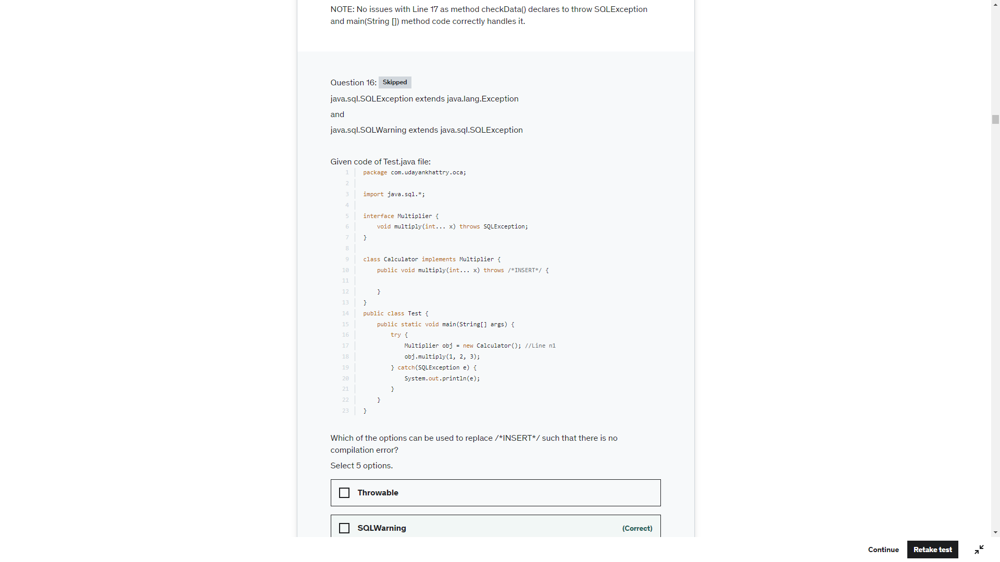 NOTE: No issues with Line 17 as method checkData() declares to throw SQLException
and main(String []) method code correctly handles it.
Question 16: Skipped
java.sql.SQLException extends java.lang.Exception
and
java.sql.SQLWarning extends java.sql.SQLException
Given code of Test.java file:
1 package com.udayankhattry.oca;
2
3 import java.sql.*;
4
5 interface Multiplier {
6 void multiply(int... x) throws SQLException;
7 }
8
9 class Calculator implements Multiplier {
10 public void multiply(int... x) throws /*INSERT*/ {
11
12 }
13 }
14 public class Test {
15 public static void main(String[] args) {
16 try {
17 Multiplier obj = new Calculator(); //Line n1
18 obj.multiply(1, 2, 3);
19 } catch(SQLException e) {
20 System.out.println(e);
21 }
22 }
23 }
Which of the options can be used to replace /*INSERT*/ such that there is no
compilation error?
Select 5 options.
Throwable
SQLWarning (Correct)
Continue Retake test